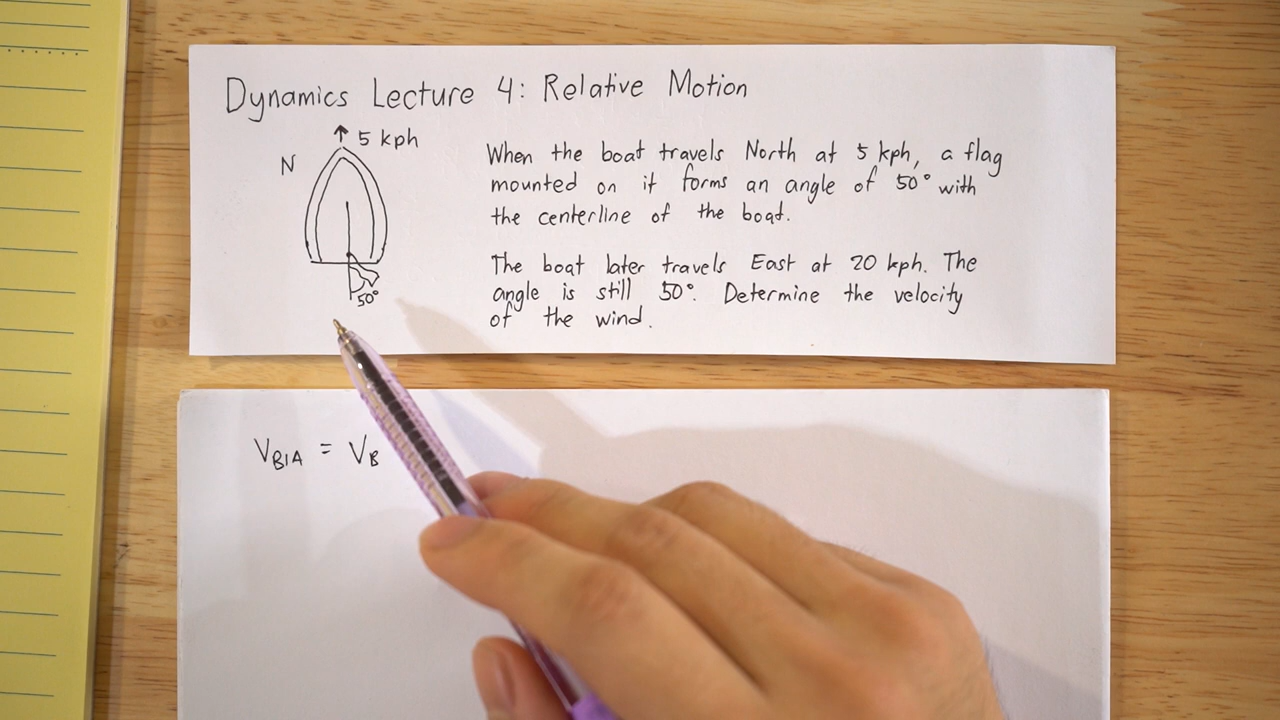 Dynamics Lecture 4: Relative Motion
↑ 5 kph
N
50°
When the boat travels North at 5 kph, a flag
mounted on it forms an angle of 50° with
the centerline of the boat.
The boat later travels East at 20 kph. The
angle is still 50°. Determine the velocity
of the wind.
V_B/A = V_B